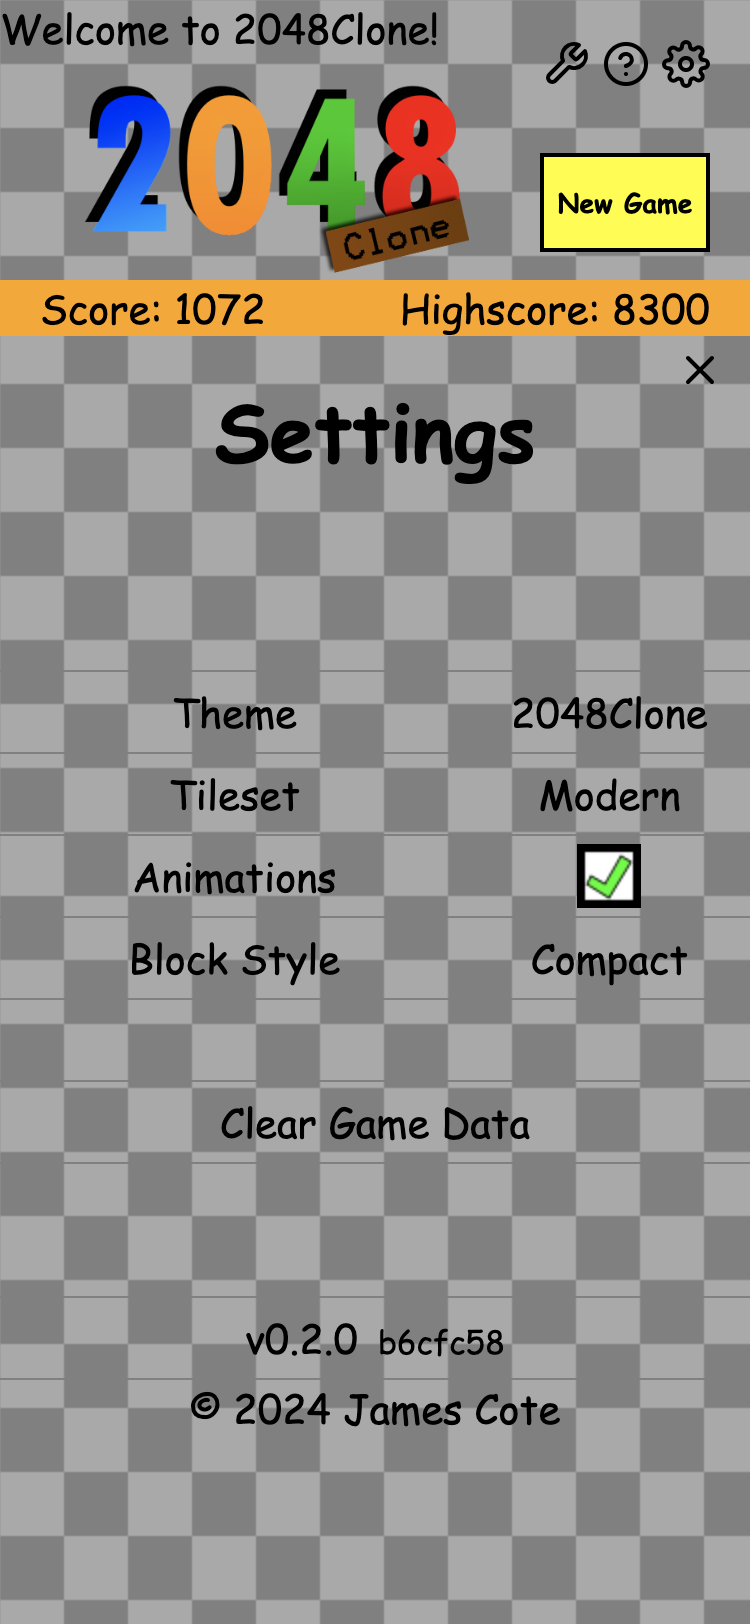 Welcome to 2048Clone!
2048
Clone
New Game
Score: 1072 Highscore: 8300
Settings
Theme 2048Clone
Tileset Modern
Animations
Block Style Compact
Clear Game Data
v0.2.0 b6cfc58
© 2024 James Cote